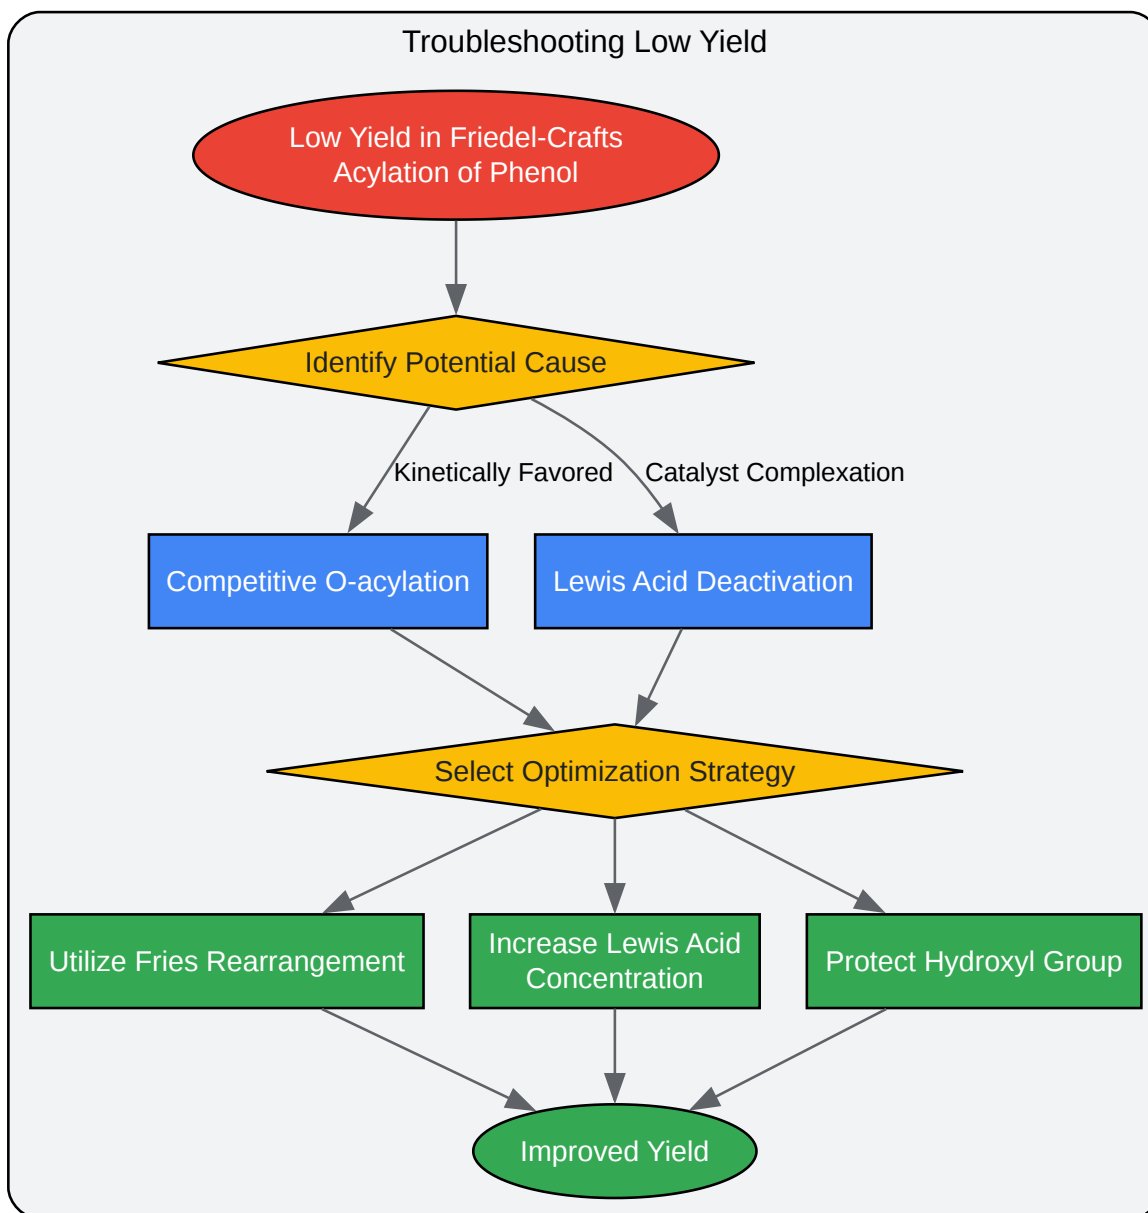 Troubleshooting Low Yield
Low Yield in Friedel-Crafts
Acylation of Phenol
Identify Potential Cause
Kinetically Favored
Catalyst Complexation
Competitive O-acylation
Lewis Acid Deactivation
Select Optimization Strategy
Utilize Fries Rearrangement
Increase Lewis Acid
Concentration
Protect Hydroxyl Group
Improved Yield